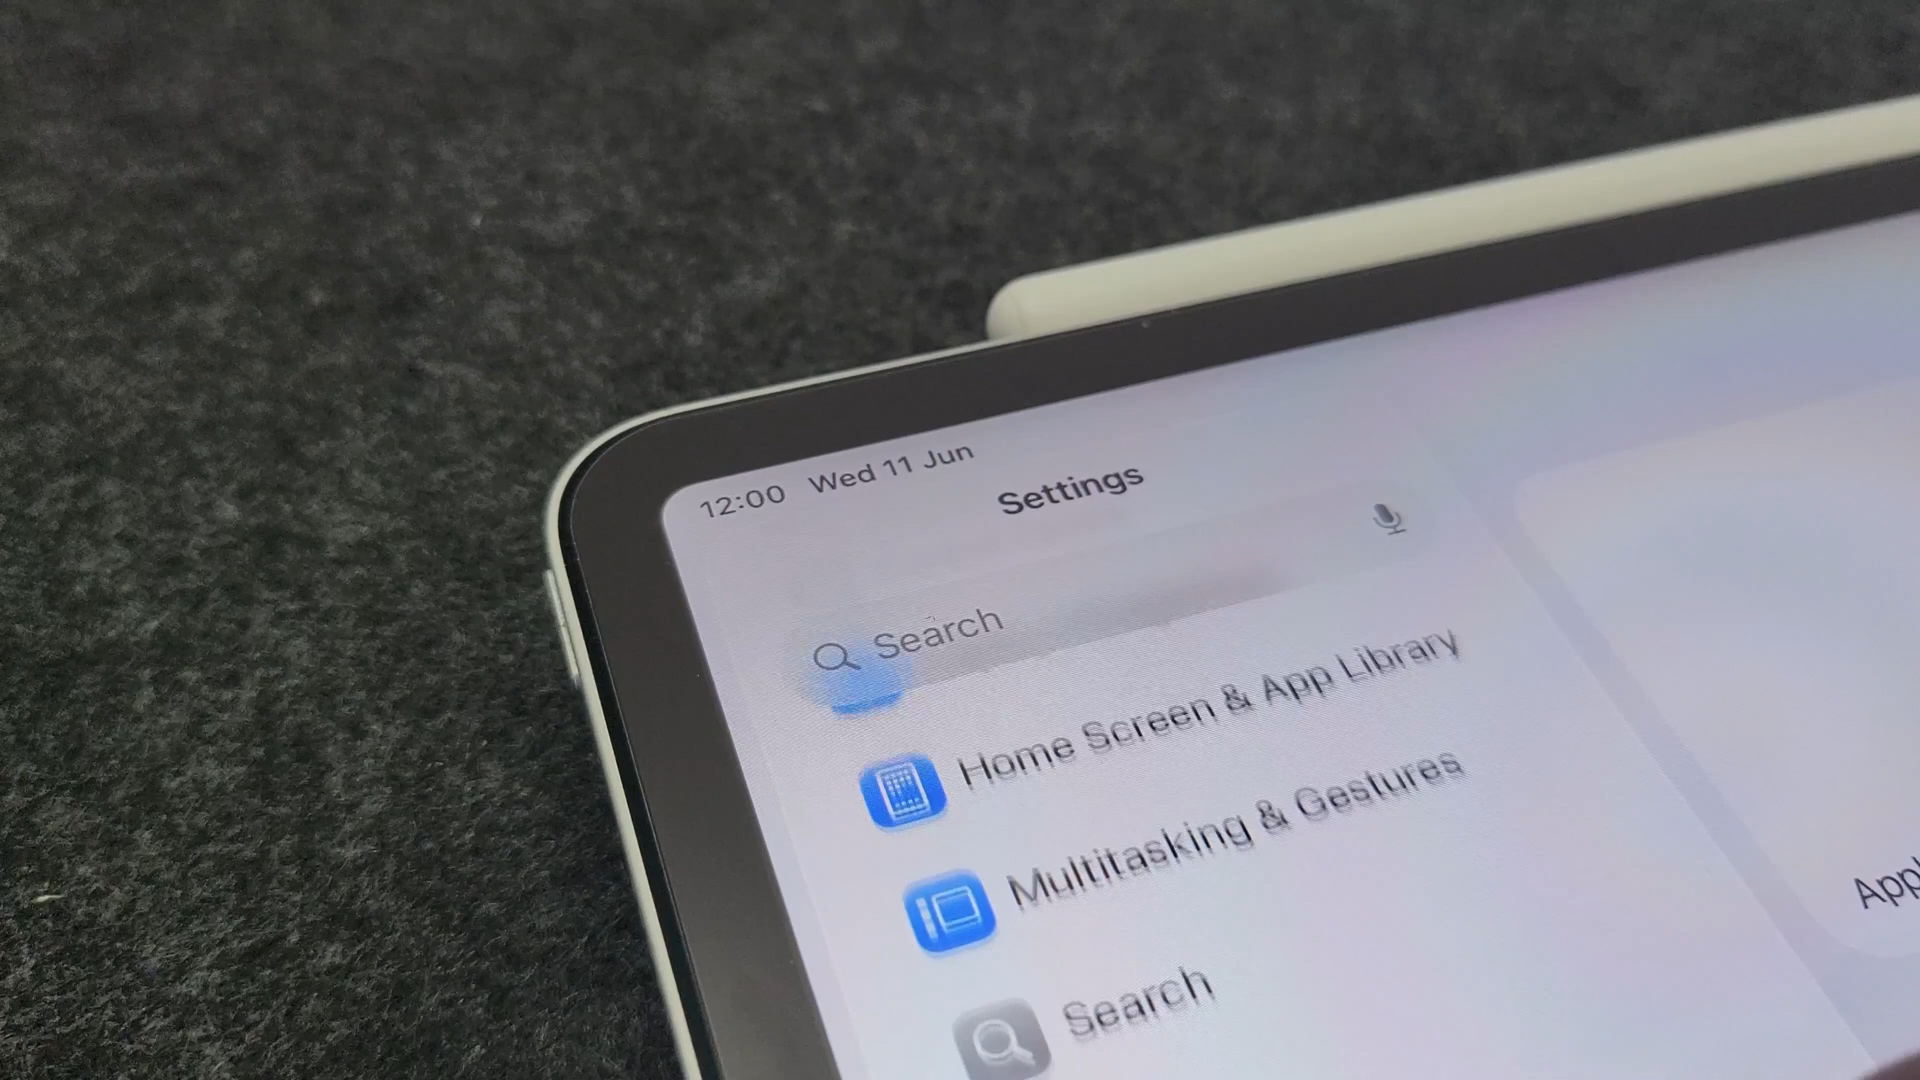 12:00 Wed 11 Jun
Settings
Search
Home Screen & App Library
Multitasking & Gestures
Search